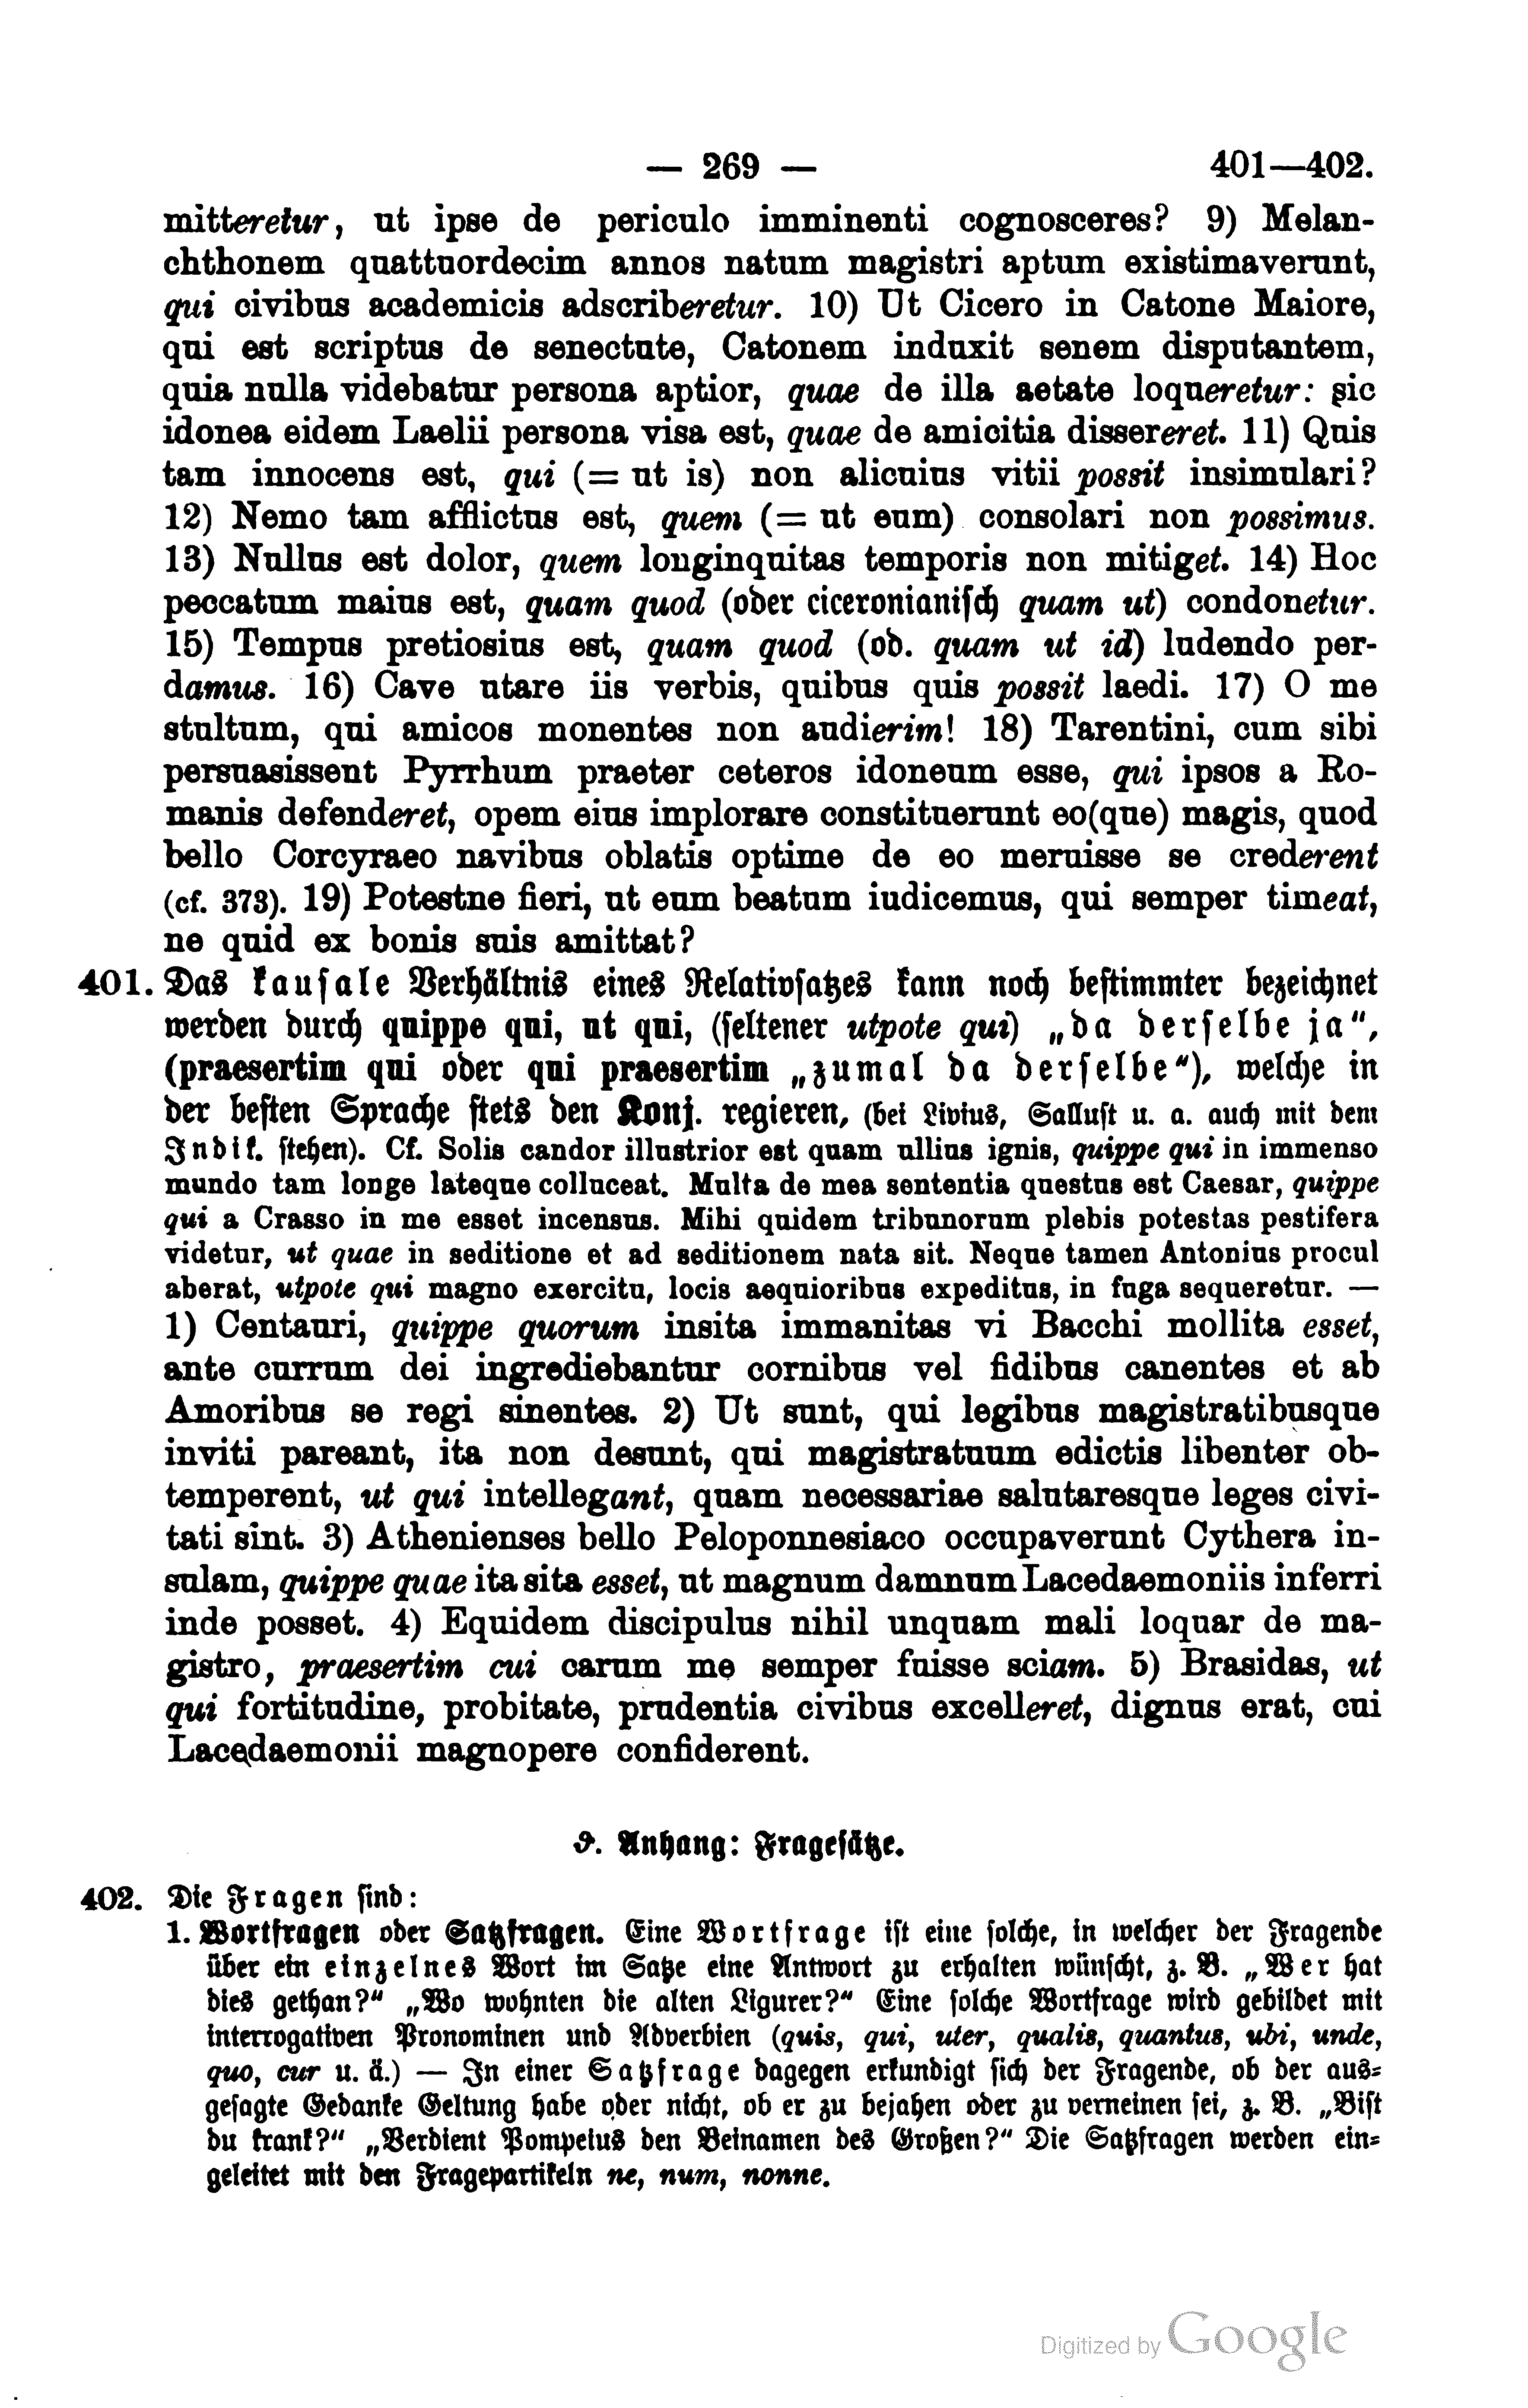 — 269 — 401—402.
mitteretur, ut ipse de periculo imminenti cognosceres? 9) Melan-
chthonem quattuordecim annos natum magistri aptum existimaverunt,
qui civibus academicis adscriberetur. 10) Ut Cicero in Catone Maiore,
qui est scriptus de senectute, Catonem induxit senem disputantem,
quia nulla videbatur persona aptior, quae de illa aetate loqueretur: sic
idonea eidem Laelii persona visa est, quae de amicitia dissereret. 11) Quis
tam innocens est, qui (= ut is) non alicuius vitii possit insimulari?
12) Nemo tam afflictus est, quem (= ut eum) consolari non possimus.
13) Nullus est dolor, quem longinquitas temporis non mitiget. 14) Hoc
peccatum maius est, quam quod (oder ciceronianisch quam ut) condonetur.
15) Tempus pretiosius est, quam quod (od. quam ut id) ludendo per-
damus. 16) Cave utare iis verbis, quibus quis possit laedi. 17) O me
stultum, qui amicos monentes non audierim! 18) Tarentini, cum sibi
persuasissent Pyrrhum praeter ceteros idoneum esse, qui ipsos a Ro-
manis defenderet, opem eius implorare constituerunt eo(que) magis, quod
bello Corcyraeo navibus oblatis optime de eo meruisse se crederent
(cf. 373). 19) Potestne fieri, ut eum beatum iudicemus, qui semper timeat,
ne quid ex bonis suis amittat?
401. Das kausale Verhältnis eines Relativsatzes kann noch bestimmter bezeichnet
werden durch quippe qui, ut qui, (seltener utpote qui) „da derselbe ja",
(praesertim qui oder qui praesertim „zumal da derselbe"), welche in
der besten Sprache stets den Konj. regieren, (bei Livius, Sallust u. a. auch mit dem
Indik. stehen). Cf. Solis candor illustrior est quam ullius ignis, quippe qui in immenso
mundo tam longe lateque colluceat. Multa de mea sententia questus est Caesar, quippe
qui a Crasso in me esset incensus. Mihi quidem tribunorum plebis potestas pestifera
videtur, ut quae in seditione et ad seditionem nata sit. Neque tamen Antonius procul
aberat, utpote qui magno exercitu, locis aequioribus expeditus, in fuga sequeretur. —
1) Centauri, quippe quorum insita immanitas vi Bacchi mollita esset,
ante currum dei ingrediebantur cornibus vel fidibus canentes et ab
Amoribus se regi sinentes. 2) Ut sunt, qui legibus magistratibusque
inviti pareant, ita non desunt, qui magistratuum edictis libenter ob-
temperent, ut qui intellegant, quam necessariae salutaresque leges civi-
tati sint. 3) Athenienses bello Peloponnesiaco occupaverunt Cythera in-
sulam, quippe quae ita sita esset, ut magnum damnum Lacedaemoniis inferri
inde posset. 4) Equidem discipulus nihil unquam mali loquar de ma-
gistro, praesertim cui carum me semper fuisse sciam. 5) Brasidas, ut
qui fortitudine, probitate, prudentia civibus excelleret, dignus erat, cui
Lacedaemonii magnopere confiderent.
ϑ. Anhang: Fragesätze.
402. Die Fragen sind:
1. Wortfragen oder Satzfragen. Eine Wortfrage ist eine solche, in welcher der Fragende
über ein einzelnes Wort im Satze eine Antwort zu erhalten wünscht, z. B. „Wer hat
dies gethan?" „Wo wohnten die alten Ligurer?" Eine solche Wortfrage wird gebildet mit
interrogativen Pronominen und Adverbien (quis, qui, uter, qualis, quantus, ubi, unde,
quo, cur u. ä.) — In einer Satzfrage dagegen erkundigt sich der Fragende, ob der aus-
gesagte Gedanke Geltung habe oder nicht, ob er zu bejahen oder zu verneinen sei, z. B. „Bist
du krank?" „Verdient Pompeius den Beinamen des Großen?" Die Satzfragen werden ein-
geleitet mit den Fragepartikeln ne, num, nonne.
Digitized by Google